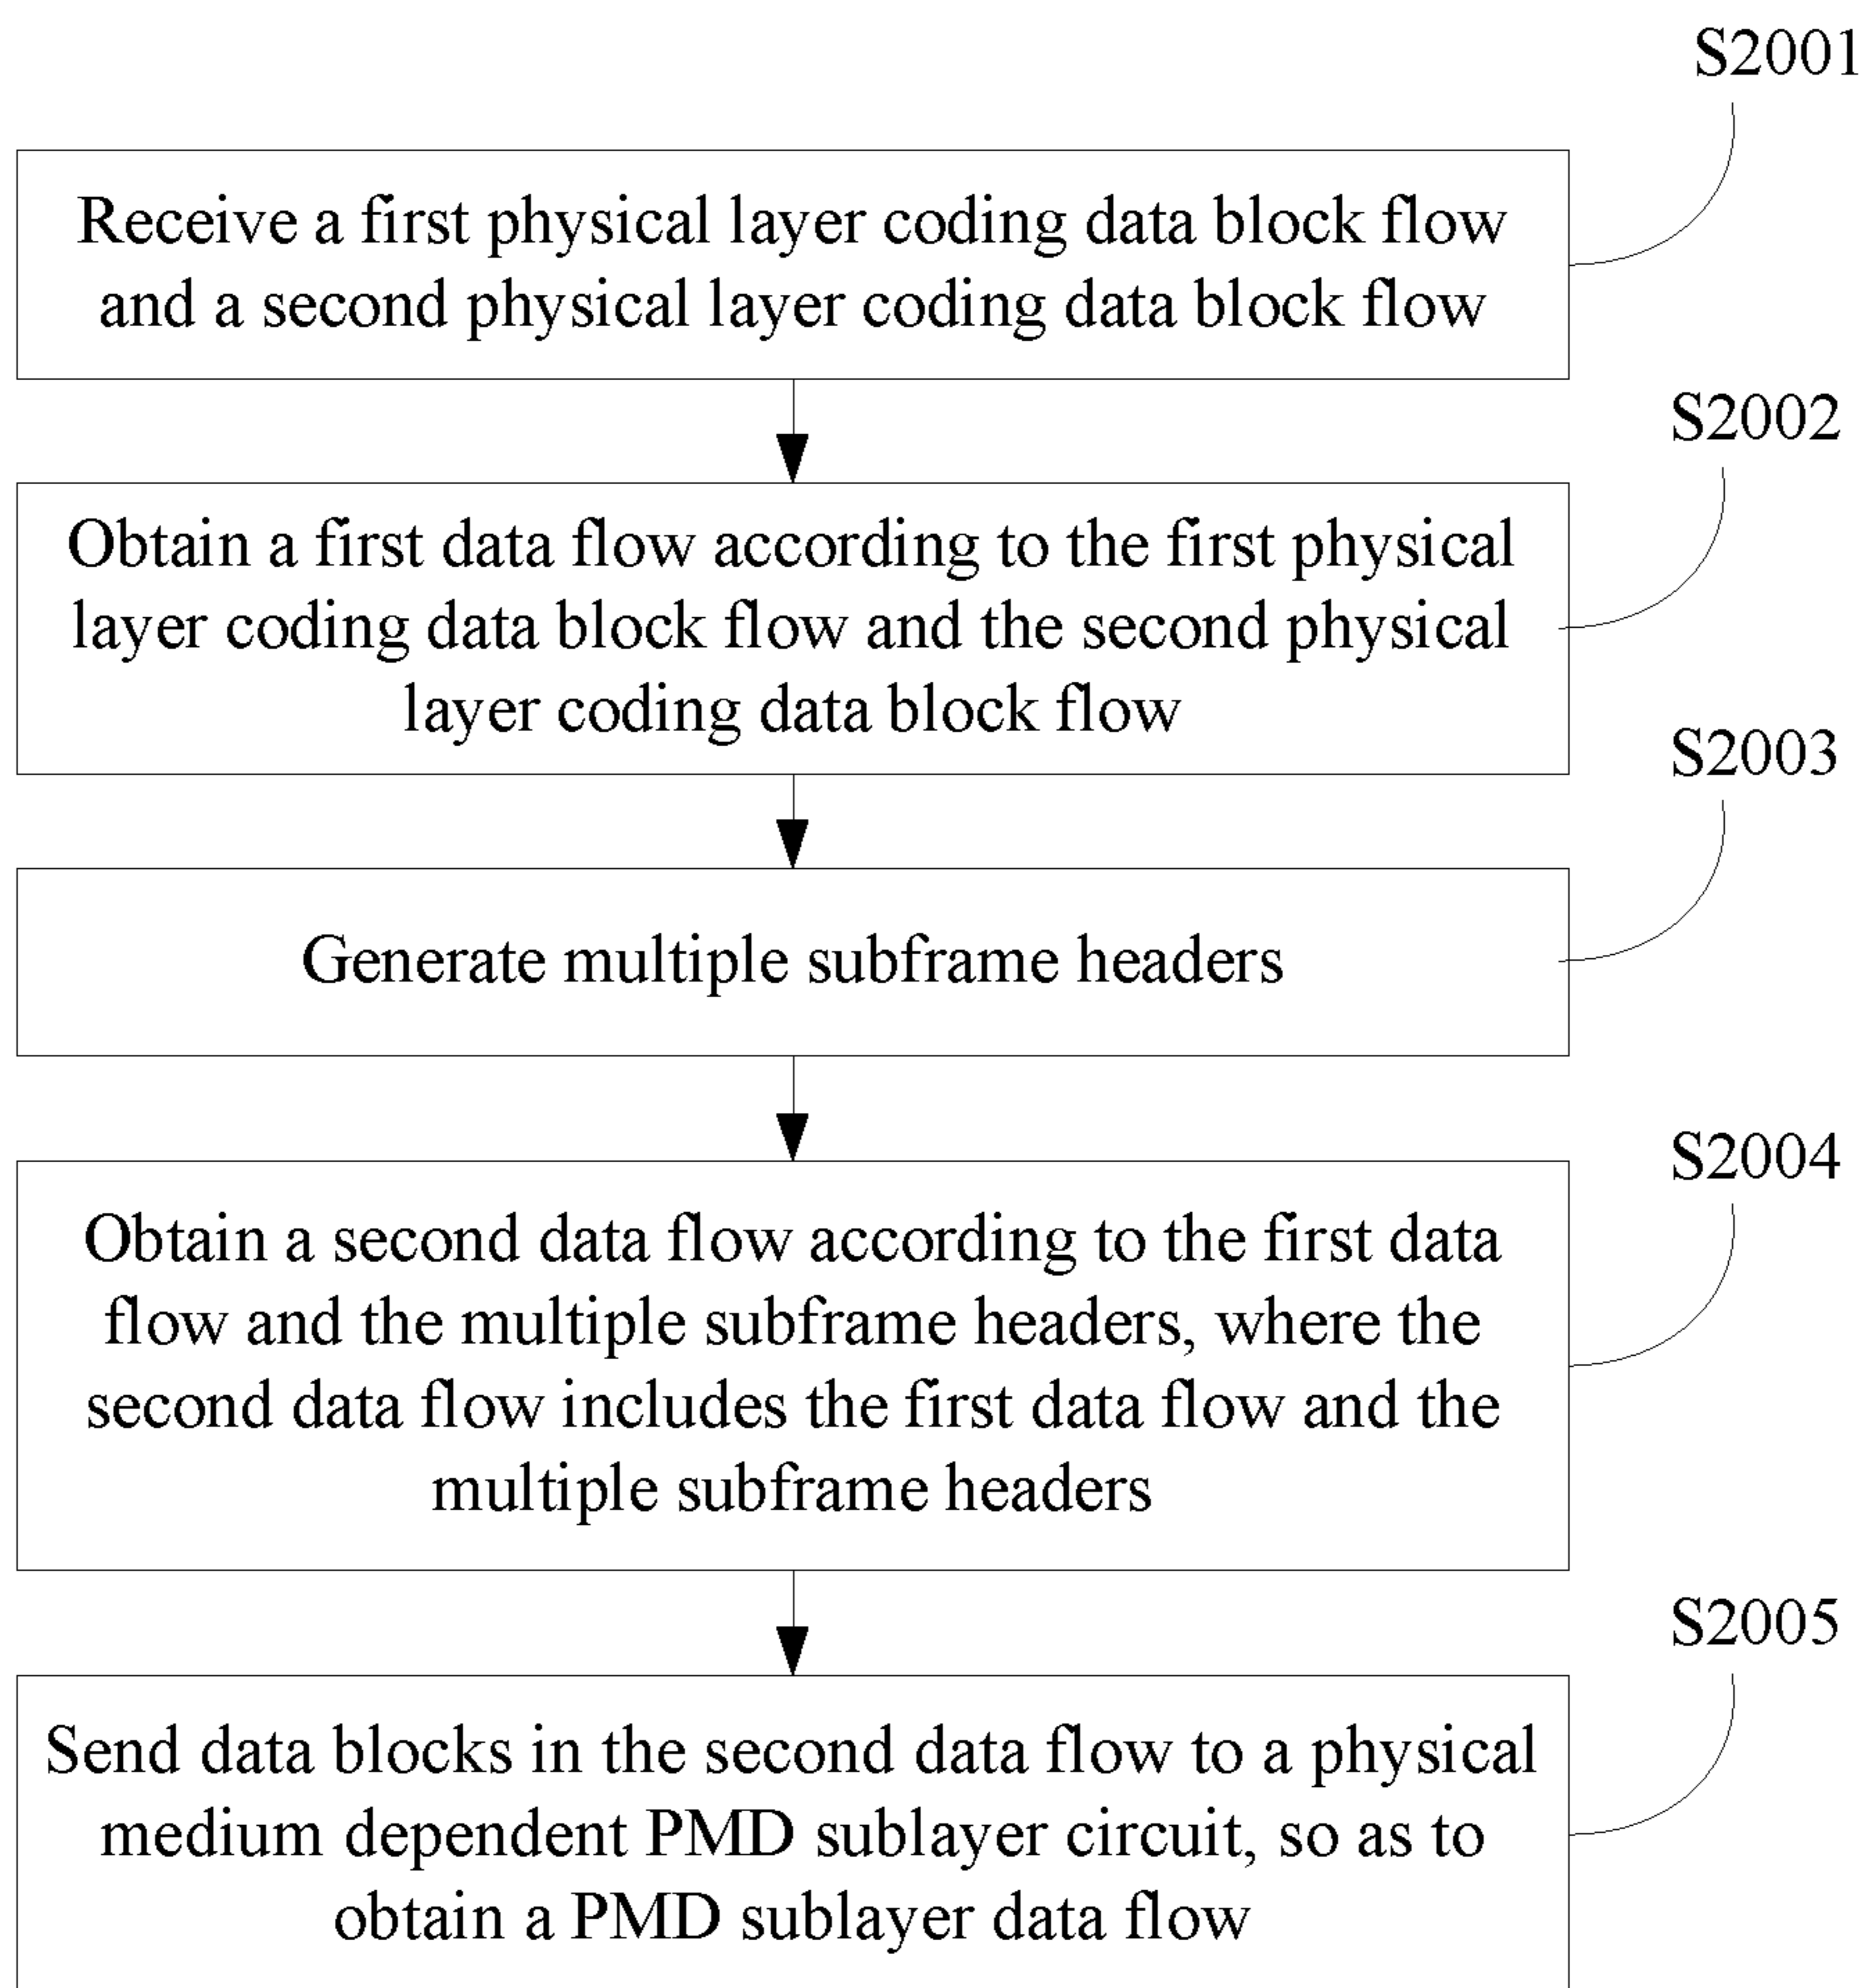 S2001
Receive a first physical layer coding data block flow
and a second physical layer coding data block flow
S2002
Obtain a first data flow according to the first physical
layer coding data block flow and the second physical
layer coding data block flow
S2003
Generate multiple subframe headers
S2004
Obtain a second data flow according to the first data
flow and the multiple subframe headers, where the
second data flow includes the first data flow and the
multiple subframe headers
S2005
Send data blocks in the second data flow to a physical
medium dependent PMD sublayer circuit, so as to
obtain a PMD sublayer data flow